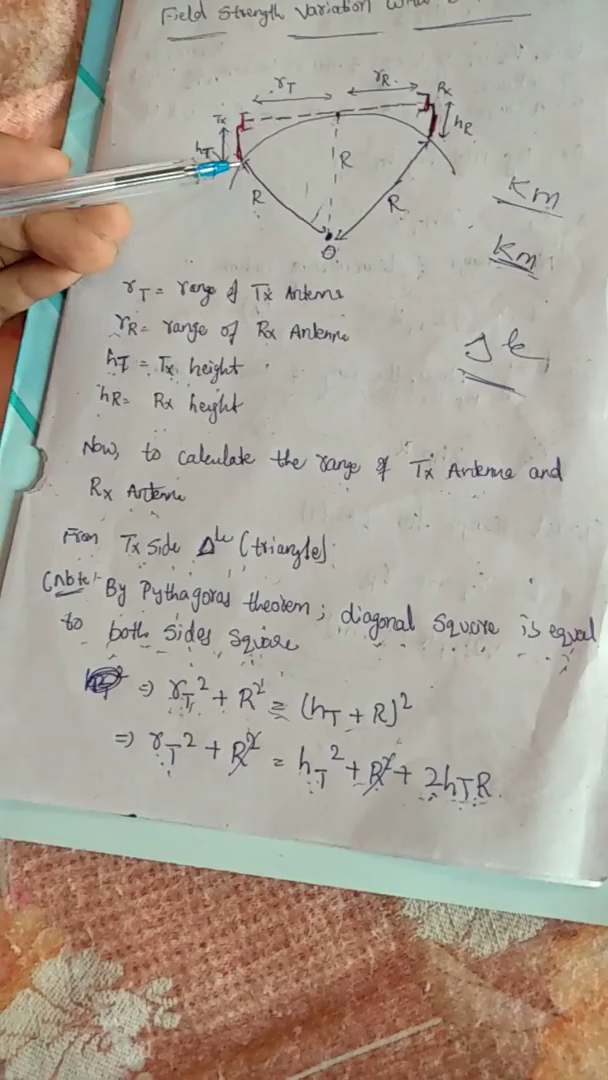 Field Strength Variation With
rT
rR
Rx
Tx
hR
hT
R
R
R
O
Km
Km
rT = range of Tx Antenna
rR = range of Rx Antenne
hT = Tx height
hR = Rx height
Now, to calculate the range of Tx Antenna and
Rx Antenne
From Tx side Δle (triangle)
(Note:- By Pythagoras theorem; diagonal Square is equal
to both sides Square
⇒ rT² + R² = (hT + R)²
⇒ rT² + R² = hT² + R² + 2hTR